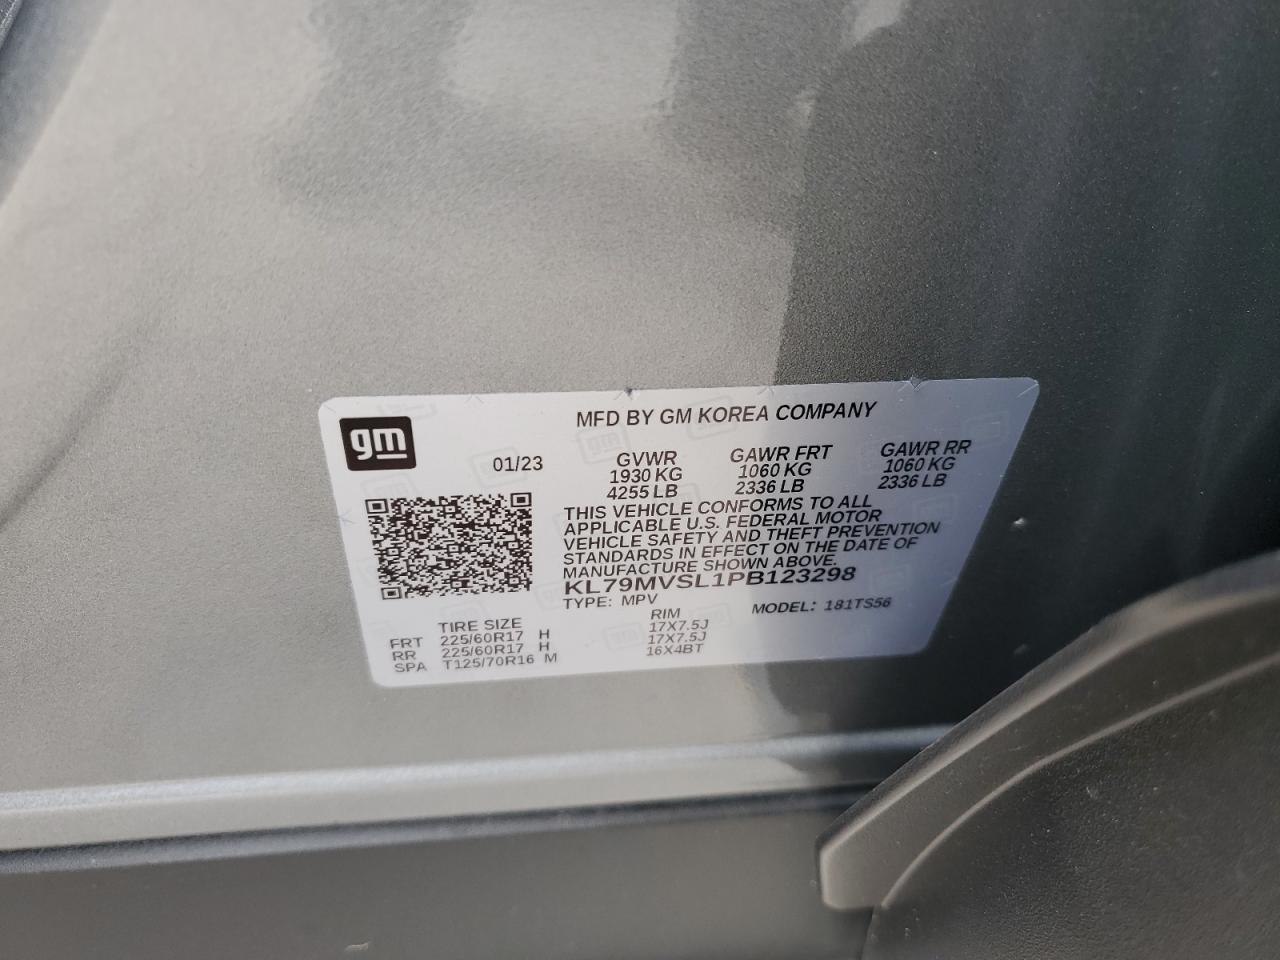 gm
MFD BY GM KOREA COMPANY
01/23
GVWR GAWR FRT GAWR RR
1930 KG 1060 KG 1060 KG
4255 LB 2336 LB 2336 LB
THIS VEHICLE CONFORMS TO ALL
APPLICABLE U.S. FEDERAL MOTOR
VEHICLE SAFETY AND THEFT PREVENTION
STANDARDS IN EFFECT ON THE DATE OF
MANUFACTURE SHOWN ABOVE.
KL79MVSL1PB123298
TYPE: MPV MODEL: 181TS56
TIRE SIZE RIM
FRT 225/60R17 H 17X7.5J
RR 225/60R17 H 17X7.5J
SPA T125/70R16 M 16X4BT